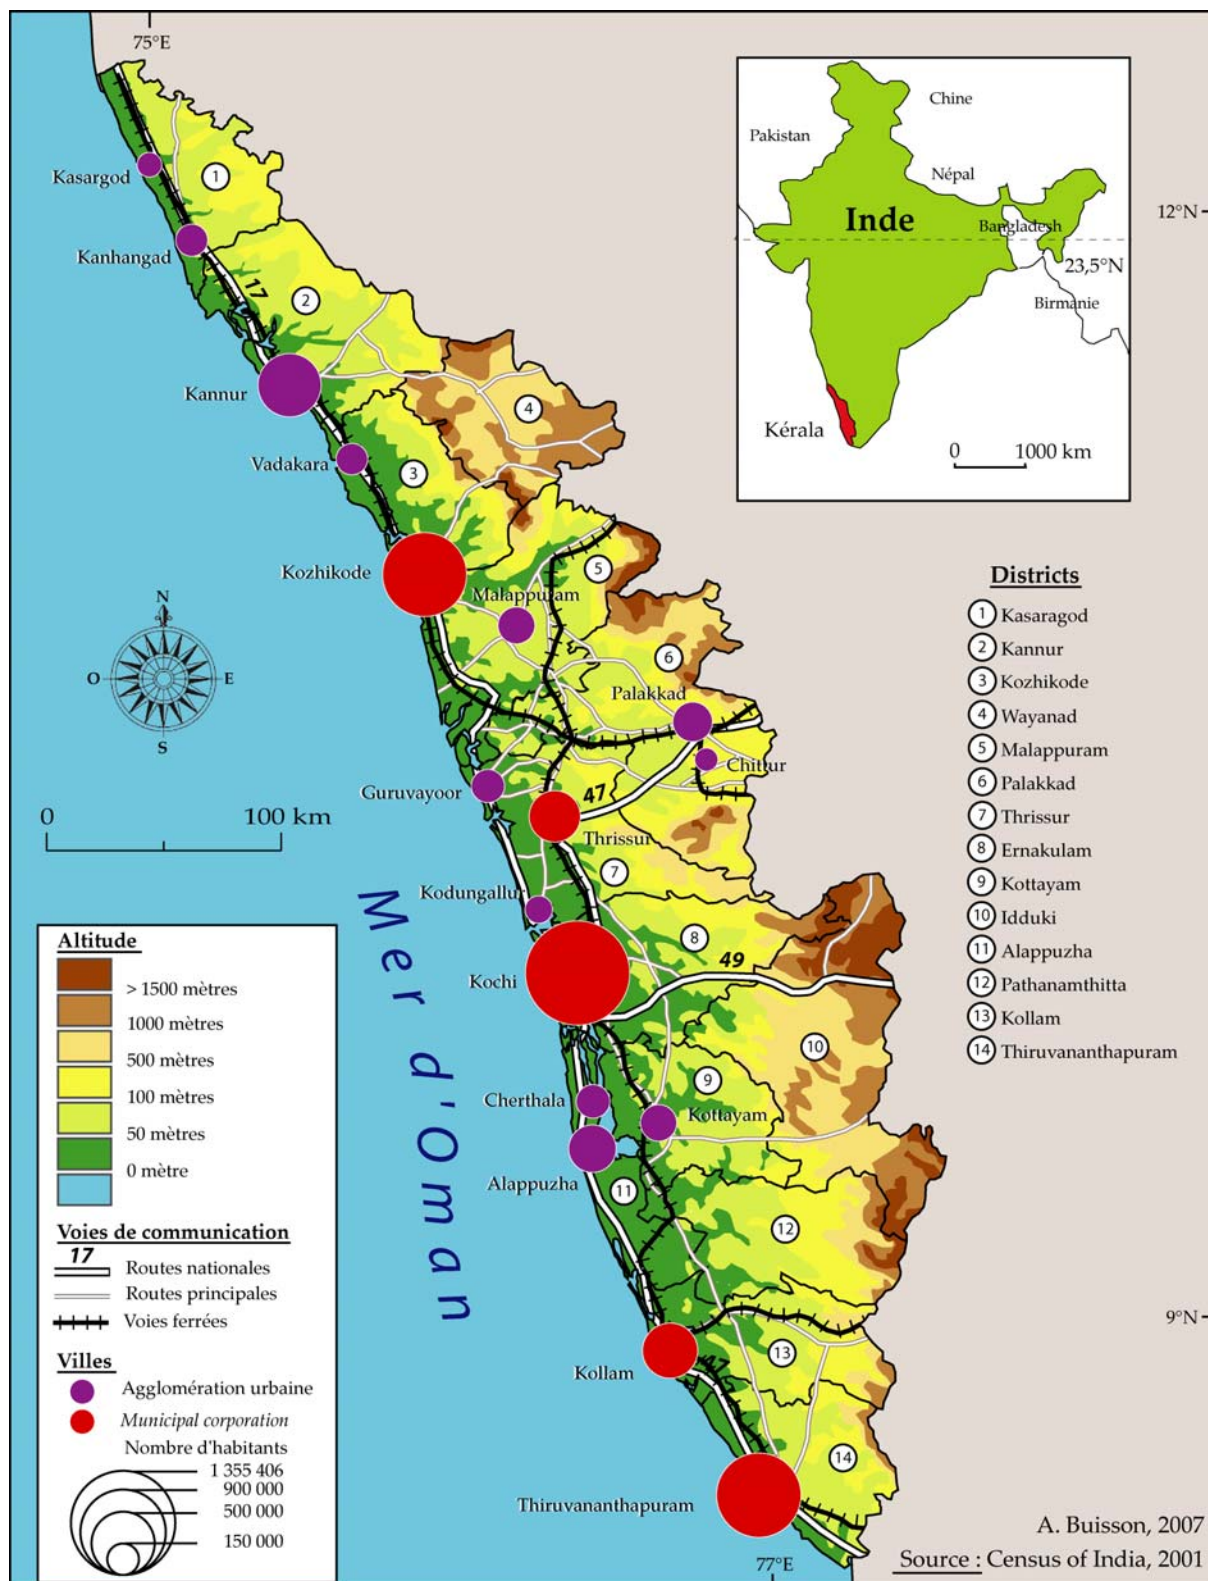 75°E
Chine
Pakistan
Népal
Inde
Bangladesh
23,5°N
Birmanie
Kérala
0 1000 km
12°N
Kasargod
1
Kanhangad
17
2
Kannur
4
Vadakara
3
Kozhikode
5
Malappuram
6
Palakkad
Chittur
Guruvayoor
47
Thrissur
7
Kodungallur
8
49
Kochi
10
9
Cherthala
Kottayam
Alappuzha
11
12
Kollam
47
13
14
Thiruvananthapuram
N
O E
S
0 100 km
Mer d'Oman
Districts
1 Kasaragod
2 Kannur
3 Kozhikode
4 Wayanad
5 Malappuram
6 Palakkad
7 Thrissur
8 Ernakulam
9 Kottayam
10 Idduki
11 Alappuzha
12 Pathanamthitta
13 Kollam
14 Thiruvananthapuram
9°N
Altitude
> 1500 mètres
1000 mètres
500 mètres
100 mètres
50 mètres
0 mètre
Voies de communication
17
Routes nationales
Routes principales
Voies ferrées
Villes
Agglomération urbaine
Municipal corporation
Nombre d'habitants
1 355 406
900 000
500 000
150 000
77°E
A. Buisson, 2007
Source : Census of India, 2001